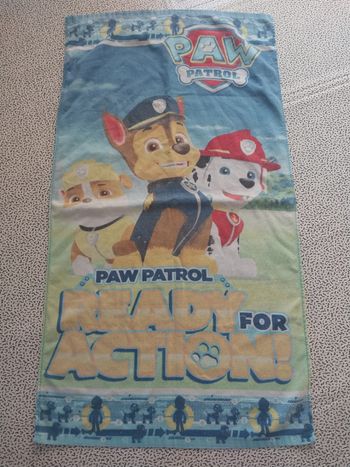 PAW
PATROL
PAW PATROL
READY FOR
ACTION!